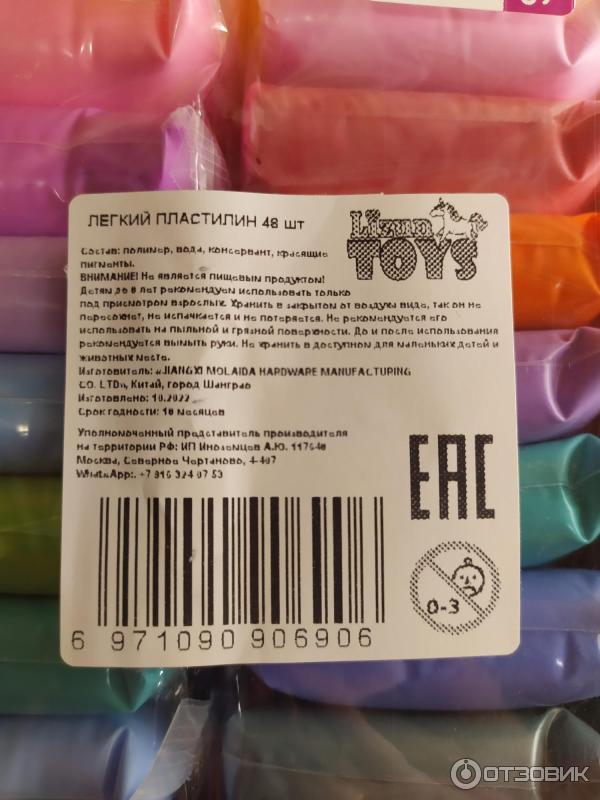 ЛЕГКИЙ ПЛАСТИЛИН 48 шт
Lizun
TOYS
Состав: полимер, вода, консервант, красящие
пигменты.
ВНИМАНИЕ! Не является пищевым продуктом!
Детям до 8 лет рекомендуем использовать только
под присмотром взрослых. Хранить в закрытом от воздуха виде, так он не
пересохнет, не испачкается и не потеряется. Не рекомендуется его
использовать на пыльной и грязной поверхности. До и после использования
рекомендуется вымыть руки. Не хранить в доступном для маленьких детей и
животных месте.
Изготовитель: «JIANGXI MOLAIDA HARDWARE MANUFACTURING
CO. LTD», Китай, город Шанграо
Изготовлено: 10.2022
Срок годности: 18 месяцев
Уполномоченный представитель производителя
на территории РФ: ИП Иноземцев А.Ю.
Москва, Северное Чертаново, 4-407
WhatsApp: +7 916 324 07 53
EAC
0-3
6 971090 906906
ОТЗОВИК